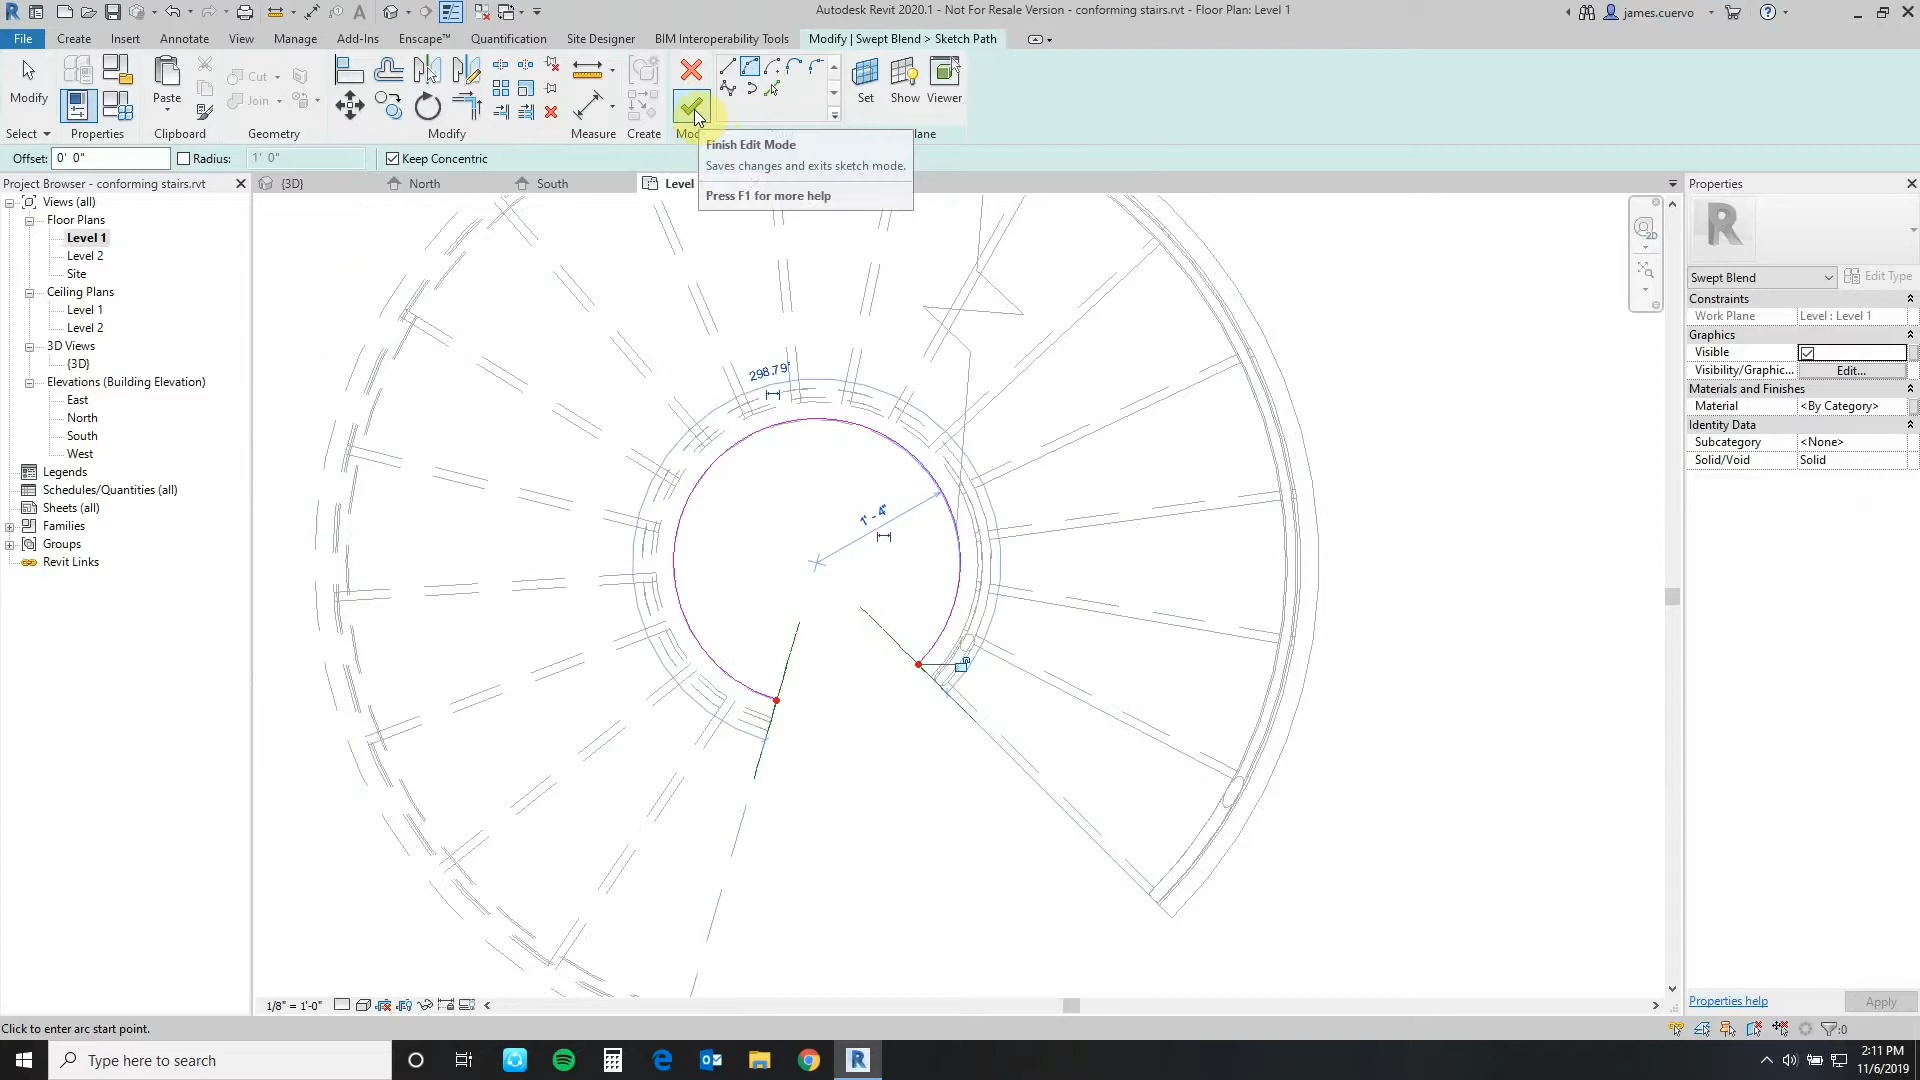 Autodesk Revit 2020.1 - Not For Resale Version - conforming stairs.rvt - Floor Plan: Level 1
james.cuervo
File Create Insert Annotate View Manage Add-Ins Enscape™ Quantification Site Designer BIM Interoperability Tools Modify | Swept Blend > Sketch Path
Modify Paste Cut Join Set Show Viewer
Select Properties Clipboard Geometry Modify Measure Create
Offset: 0' 0" Radius: 1' 0" Keep Concentric
Finish Edit Mode
Saves changes and exits sketch mode.
Press F1 for more help
Project Browser - conforming stairs.rvt
{3D} North South Level
Properties
Views (all)
Floor Plans
Level 1
Level 2
Site
Ceiling Plans
Level 1
Level 2
3D Views
{3D}
Elevations (Building Elevation)
East
North
South
West
Legends
Schedules/Quantities (all)
Sheets (all)
Families
Groups
Revit Links
2D
298.79°
1' - 4"
R
Swept Blend Edit Type
Constraints
Work Plane Level : Level 1
Graphics
Visible
Visibility/Graphic... Edit...
Materials and Finishes
Material <By Category>
Identity Data
Subcategory <None>
Solid/Void Solid
Properties help Apply
1/8" = 1'-0"
Click to enter arc start point.
:0
Type here to search
2:11 PM
11/6/2019